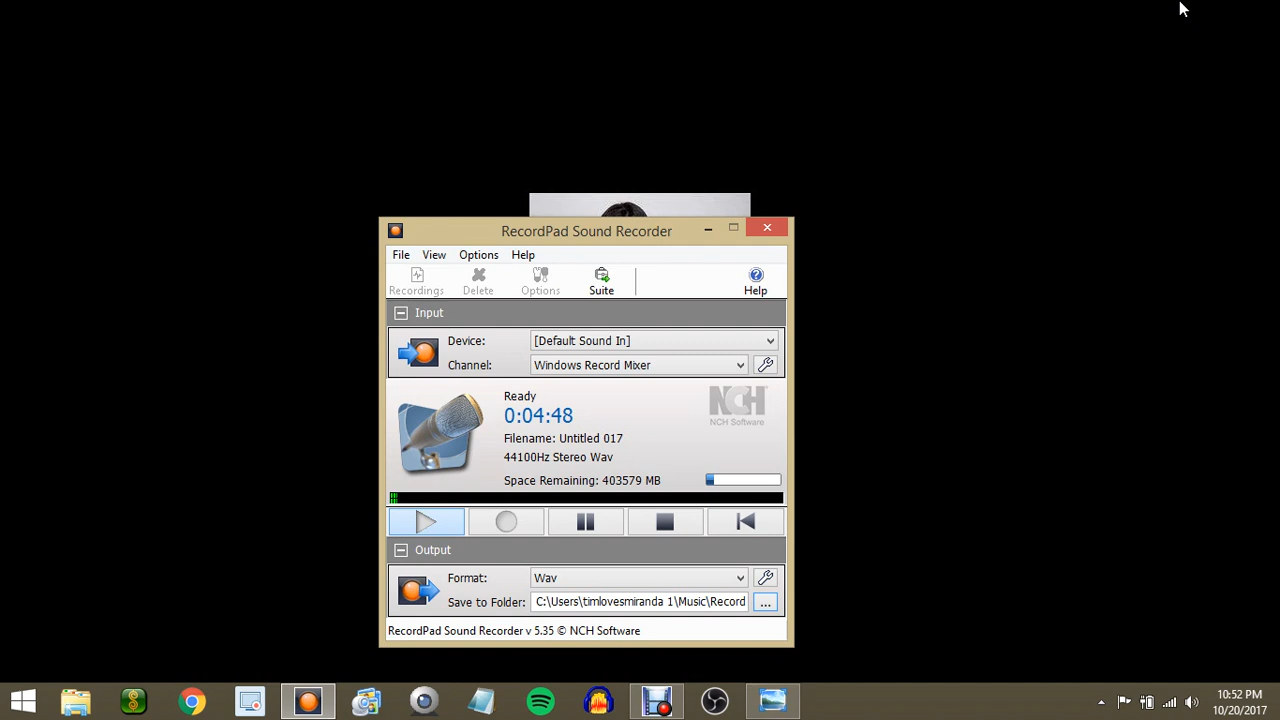 RecordPad Sound Recorder
File View Options Help
Recordings Delete Options Suite Help
Input
Device: [Default Sound In]
Channel: Windows Record Mixer
Ready
0:04:48
Filename: Untitled 017
44100Hz Stereo Wav
Space Remaining: 403579 MB
NCH
NCH Software
Output
Format: Wav
Save to Folder: C:\Users\timlovesmiranda 1\Music\Record
...
RecordPad Sound Recorder v 5.35 © NCH Software
10:52 PM
10/20/2017